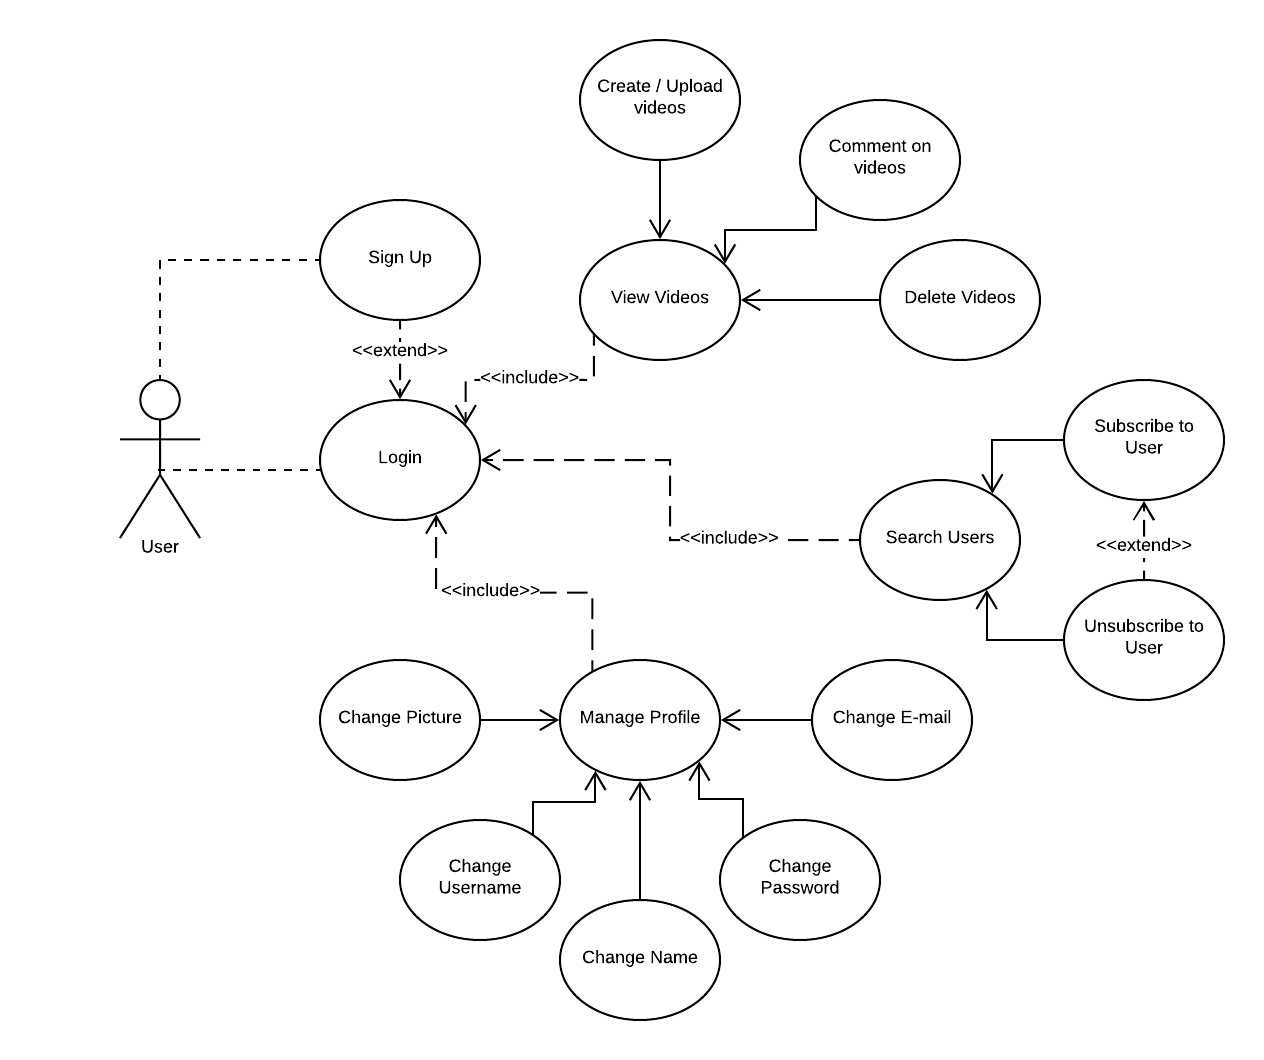 Create / Upload
videos
Comment on
videos
Sign Up
View Videos
Delete Videos
<<extend>>
<<include>>
Subscribe to
User
Login
Search Users
<<include>>
<<extend>>
User
<<include>>
Unsubscribe to
User
Change Picture
Manage Profile
Change E-mail
Change
Username
Change
Password
Change Name